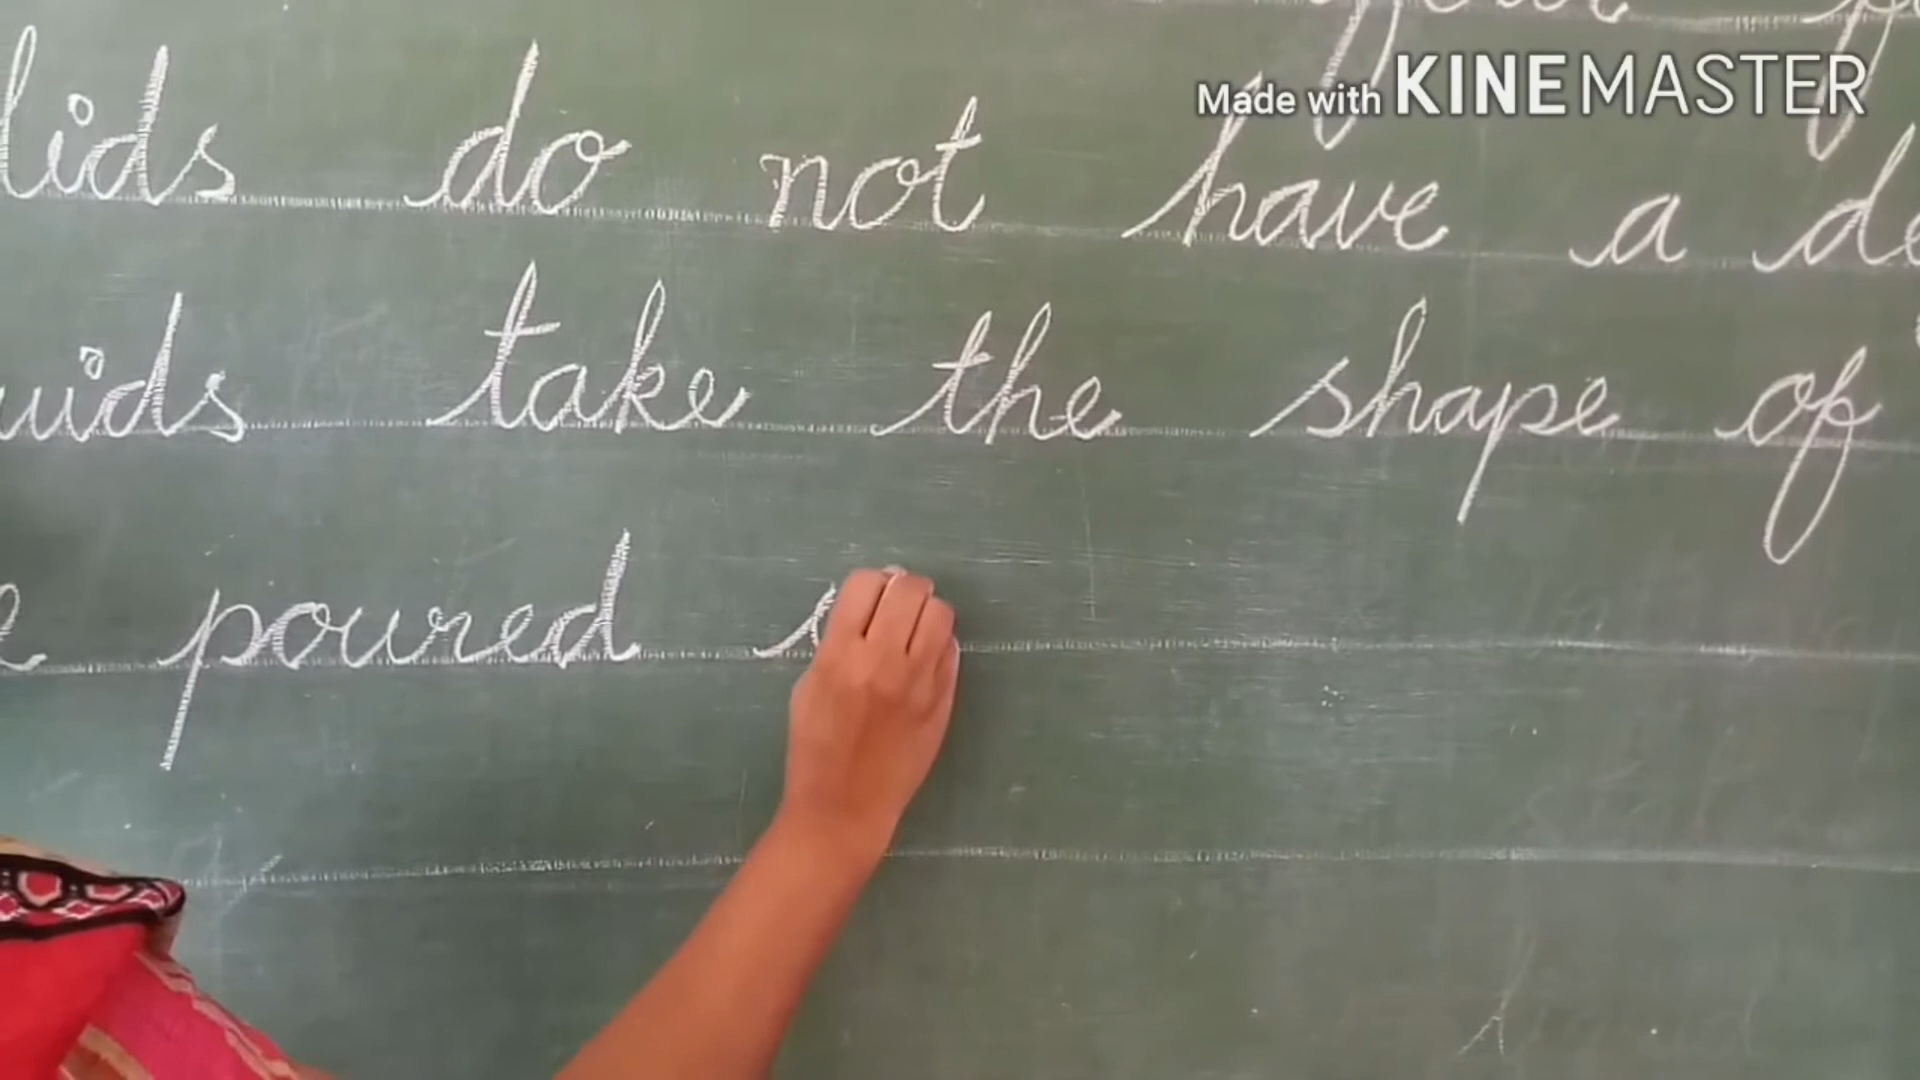 Made with KINEMASTER
lids do not have a de
uids take the shape of
e poured